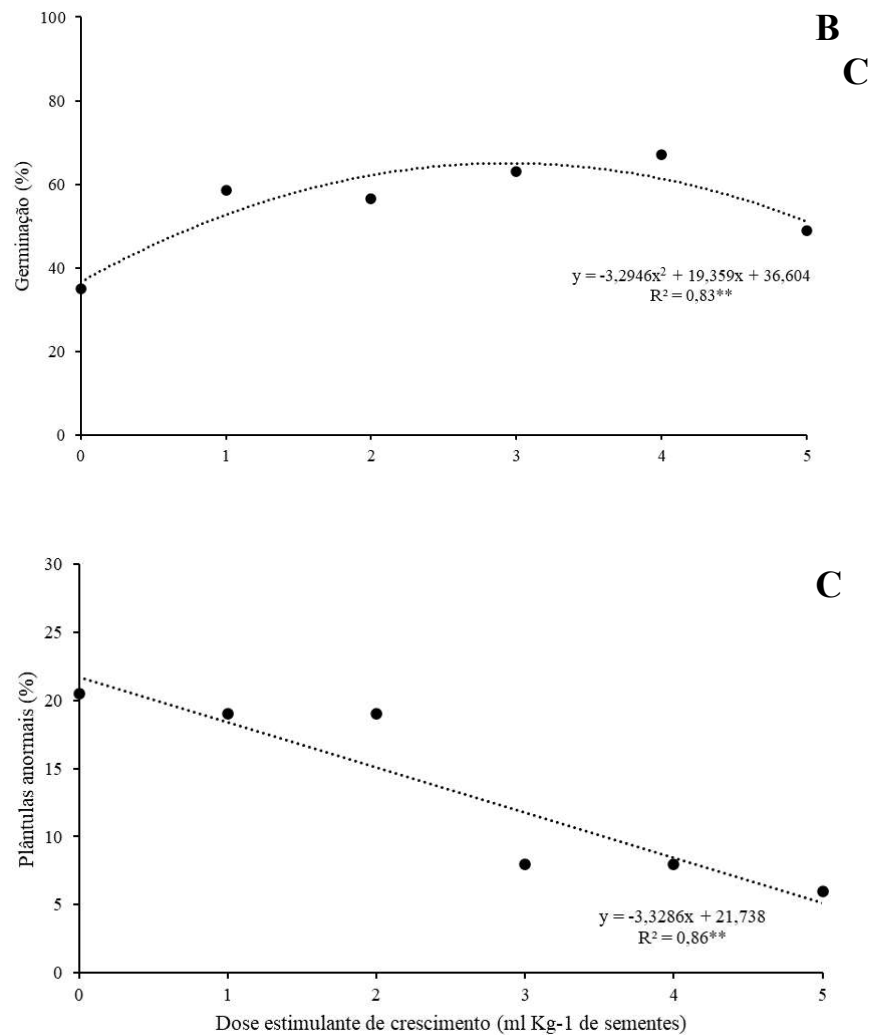 B
C
100
80
60
40
20
0
Germinação (%)
y = -3,2946x² + 19,359x + 36,604
R² = 0,83**
0 1 2 3 4 5
C
30
25
20
15
10
5
0
Plântulas anormais (%)
y = -3,3286x + 21,738
R² = 0,86**
0 1 2 3 4 5
Dose estimulante de crescimento (ml Kg-1 de sementes)